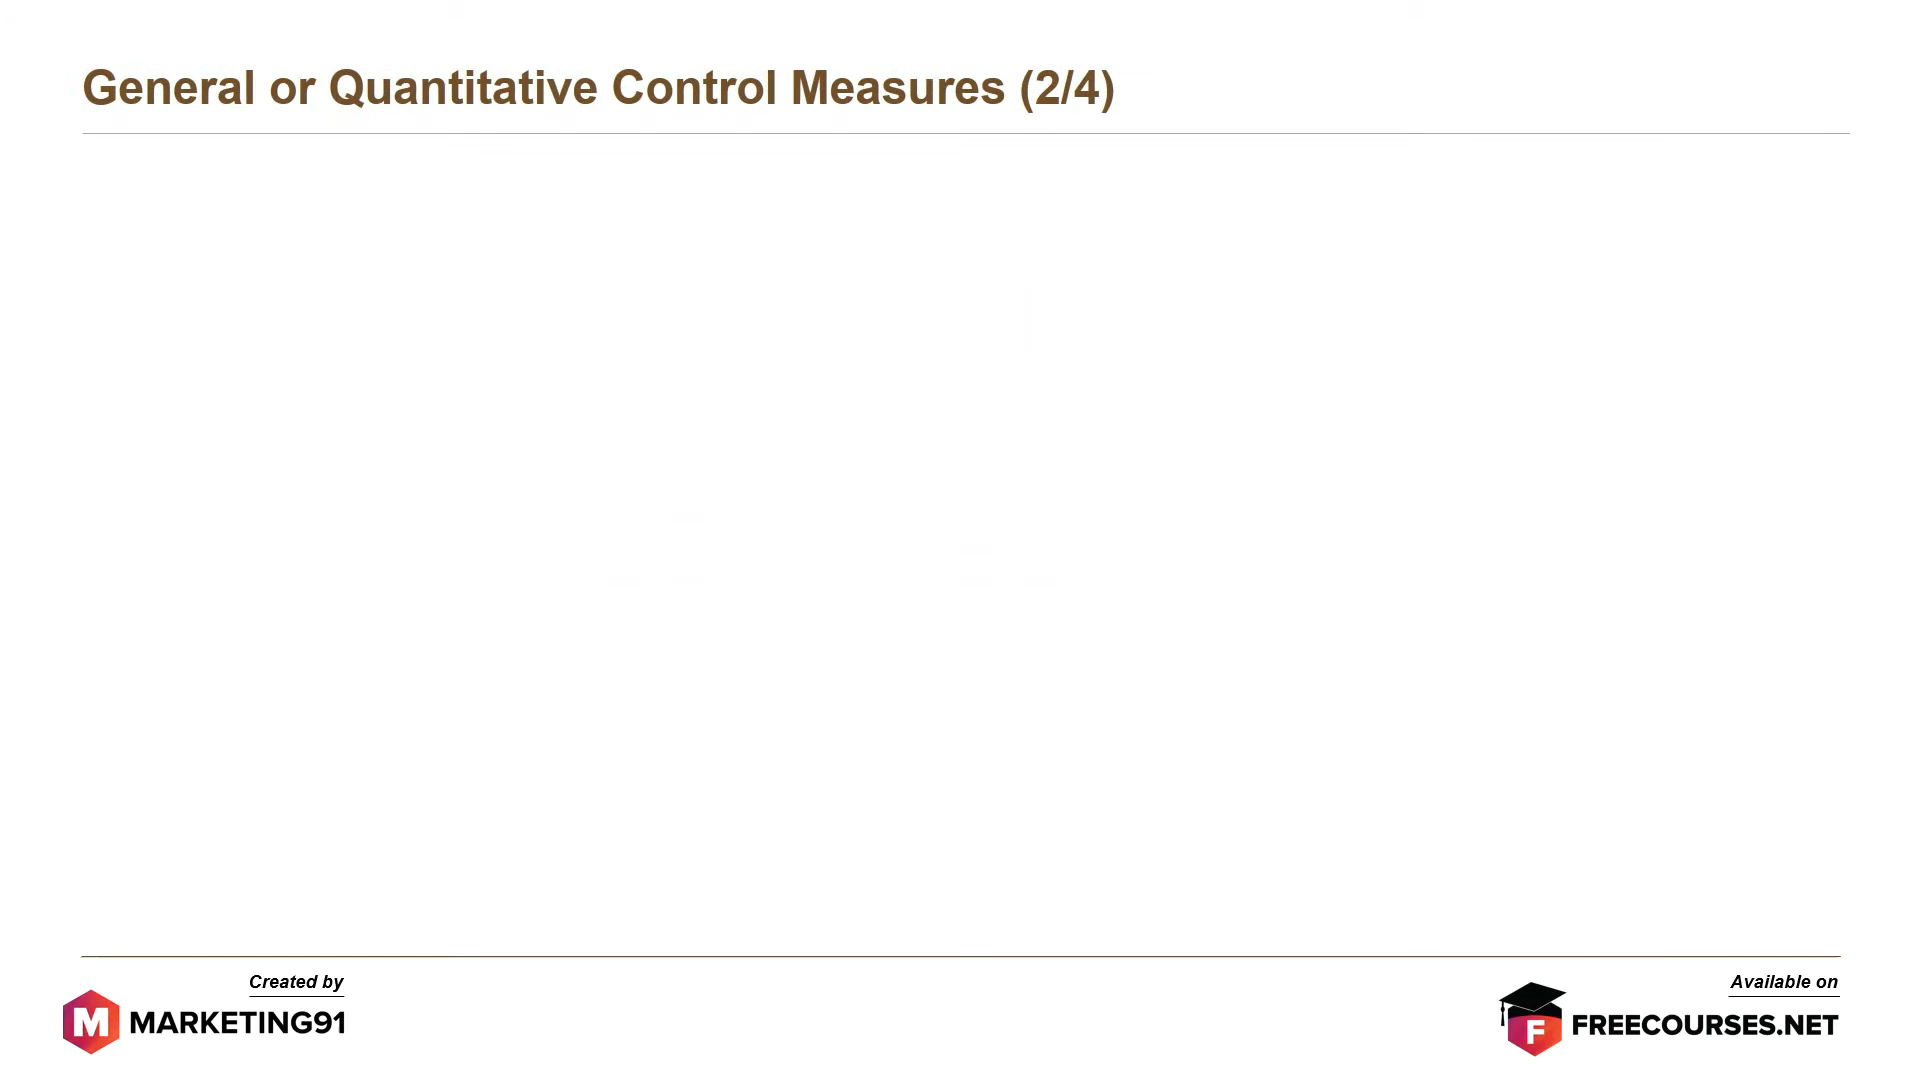 General or Quantitative Control Measures (2/4)
Created by
M MARKETING91
Available on
F FREECOURSES.NET